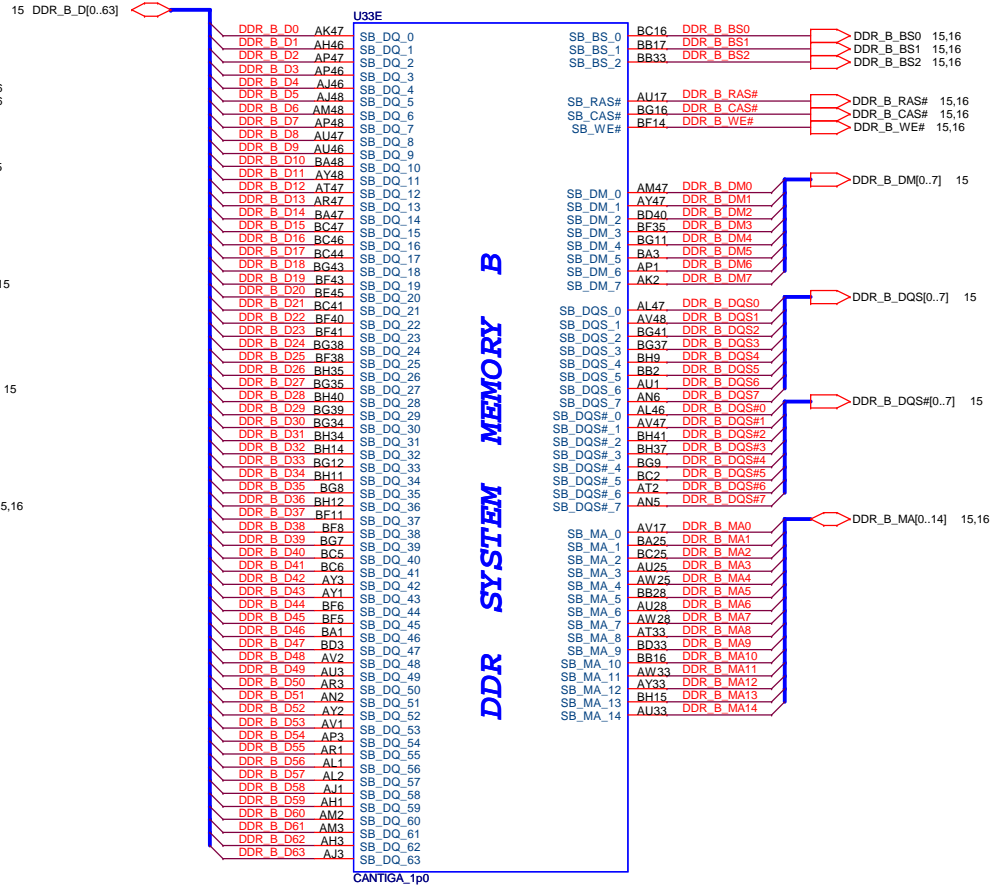 15 DDR_B_D[0..63]
U33E
DDR_B_D0 AK47 SB_DQ_0
DDR_B_D1 AH46 SB_DQ_1
DDR_B_D2 AP47 SB_DQ_2
DDR_B_D3 AP46 SB_DQ_3
DDR_B_D4 AJ46 SB_DQ_4
DDR_B_D5 AJ48 SB_DQ_5
DDR_B_D6 AM48 SB_DQ_6
DDR_B_D7 AP48 SB_DQ_7
DDR_B_D8 AU47 SB_DQ_8
DDR_B_D9 AU46 SB_DQ_9
DDR_B_D10 BA48 SB_DQ_10
DDR_B_D11 AY48 SB_DQ_11
DDR_B_D12 AT47 SB_DQ_12
DDR_B_D13 AR47 SB_DQ_13
DDR_B_D14 BA47 SB_DQ_14
DDR_B_D15 BC47 SB_DQ_15
DDR_B_D16 BC46 SB_DQ_16
DDR_B_D17 BC44 SB_DQ_17
DDR_B_D18 BG43 SB_DQ_18
DDR_B_D19 BF43 SB_DQ_19
DDR_B_D20 BE45 SB_DQ_20
DDR_B_D21 BC41 SB_DQ_21
DDR_B_D22 BF40 SB_DQ_22
DDR_B_D23 BF41 SB_DQ_23
DDR_B_D24 BG38 SB_DQ_24
DDR_B_D25 BF38 SB_DQ_25
DDR_B_D26 BH35 SB_DQ_26
DDR_B_D27 BG35 SB_DQ_27
DDR_B_D28 BH40 SB_DQ_28
DDR_B_D29 BG39 SB_DQ_29
DDR_B_D30 BG34 SB_DQ_30
DDR_B_D31 BH34 SB_DQ_31
DDR_B_D32 BH14 SB_DQ_32
DDR_B_D33 BG12 SB_DQ_33
DDR_B_D34 BH11 SB_DQ_34
DDR_B_D35 BG8 SB_DQ_35
DDR_B_D36 BH12 SB_DQ_36
DDR_B_D37 BF11 SB_DQ_37
DDR_B_D38 BF8 SB_DQ_38
DDR_B_D39 BG7 SB_DQ_39
DDR_B_D40 BC5 SB_DQ_40
DDR_B_D41 BC6 SB_DQ_41
DDR_B_D42 AY3 SB_DQ_42
DDR_B_D43 AY1 SB_DQ_43
DDR_B_D44 BF6 SB_DQ_44
DDR_B_D45 BF5 SB_DQ_45
DDR_B_D46 BA1 SB_DQ_46
DDR_B_D47 BD3 SB_DQ_47
DDR_B_D48 AV2 SB_DQ_48
DDR_B_D49 AU3 SB_DQ_49
DDR_B_D50 AR3 SB_DQ_50
DDR_B_D51 AN2 SB_DQ_51
DDR_B_D52 AY2 SB_DQ_52
DDR_B_D53 AV1 SB_DQ_53
DDR_B_D54 AP3 SB_DQ_54
DDR_B_D55 AR1 SB_DQ_55
DDR_B_D56 AL1 SB_DQ_56
DDR_B_D57 AL2 SB_DQ_57
DDR_B_D58 AJ1 SB_DQ_58
DDR_B_D59 AH1 SB_DQ_59
DDR_B_D60 AM2 SB_DQ_60
DDR_B_D61 AM3 SB_DQ_61
DDR_B_D62 AH3 SB_DQ_62
DDR_B_D63 AJ3 SB_DQ_63
CANTIGA_1p0
DDR SYSTEM MEMORY B
SB_BS_0 BC16 DDR_B_BS0 DDR_B_BS0 15,16
SB_BS_1 BB17 DDR_B_BS1 DDR_B_BS1 15,16
SB_BS_2 BB33 DDR_B_BS2 DDR_B_BS2 15,16
SB_RAS# AU17 DDR_B_RAS# DDR_B_RAS# 15,16
SB_CAS# BG16 DDR_B_CAS# DDR_B_CAS# 15,16
SB_WE# BF14 DDR_B_WE# DDR_B_WE# 15,16
DDR_B_DM[0..7] 15
SB_DM_0 AM47 DDR_B_DM0
SB_DM_1 AY47 DDR_B_DM1
SB_DM_2 BD40 DDR_B_DM2
SB_DM_3 BF35 DDR_B_DM3
SB_DM_4 BG11 DDR_B_DM4
SB_DM_5 BA3 DDR_B_DM5
SB_DM_6 AP1 DDR_B_DM6
SB_DM_7 AK2 DDR_B_DM7
DDR_B_DQS[0..7] 15
SB_DQS_0 AL47 DDR_B_DQS0
SB_DQS_1 AV48 DDR_B_DQS1
SB_DQS_2 BG41 DDR_B_DQS2
SB_DQS_3 BG37 DDR_B_DQS3
SB_DQS_4 BH9 DDR_B_DQS4
SB_DQS_5 BB2 DDR_B_DQS5
SB_DQS_6 AU1 DDR_B_DQS6
SB_DQS_7 AN6 DDR_B_DQS7
DDR_B_DQS#[0..7] 15
SB_DQS#_0 AL46 DDR_B_DQS#0
SB_DQS#_1 AV47 DDR_B_DQS#1
SB_DQS#_2 BH41 DDR_B_DQS#2
SB_DQS#_3 BH37 DDR_B_DQS#3
SB_DQS#_4 BG9 DDR_B_DQS#4
SB_DQS#_5 BC2 DDR_B_DQS#5
SB_DQS#_6 AT2 DDR_B_DQS#6
SB_DQS#_7 AN5 DDR_B_DQS#7
DDR_B_MA[0..14] 15,16
SB_MA_0 AV17 DDR_B_MA0
SB_MA_1 BA25 DDR_B_MA1
SB_MA_2 BC25 DDR_B_MA2
SB_MA_3 AU25 DDR_B_MA3
SB_MA_4 AW25 DDR_B_MA4
SB_MA_5 BB28 DDR_B_MA5
SB_MA_6 AU28 DDR_B_MA6
SB_MA_7 AW28 DDR_B_MA7
SB_MA_8 AT33 DDR_B_MA8
SB_MA_9 BD33 DDR_B_MA9
SB_MA_10 BB16 DDR_B_MA10
SB_MA_11 AW33 DDR_B_MA11
SB_MA_12 AY33 DDR_B_MA12
SB_MA_13 BH15 DDR_B_MA13
SB_MA_14 AU33 DDR_B_MA14
15
15
5,16